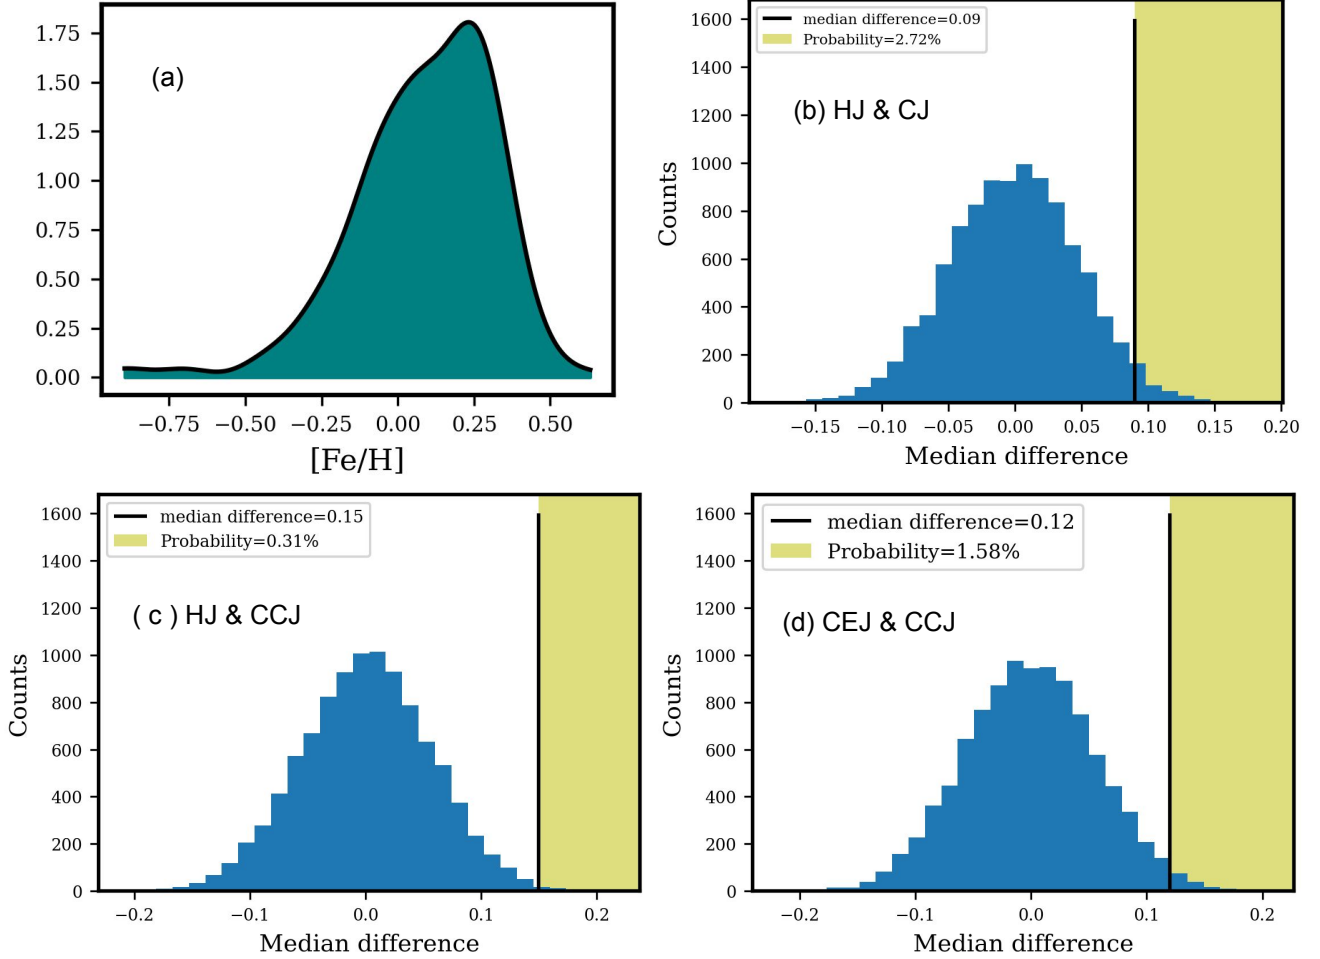 1.75
1.50
1.25
1.00
0.75
0.50
0.25
0.00
(a)
−0.75 −0.50 −0.25 0.00 0.25 0.50
[Fe/H]
1600
1400
1200
1000
800
600
400
200
0
Counts
median difference=0.09
Probability=2.72%
(b) HJ & CJ
−0.15 −0.10 −0.05 0.00 0.05 0.10 0.15 0.20
Median difference
1600
1400
1200
1000
800
600
400
200
0
Counts
median difference=0.15
Probability=0.31%
( c ) HJ & CCJ
−0.2 −0.1 0.0 0.1 0.2
Median difference
1600
1400
1200
1000
800
600
400
200
0
Counts
median difference=0.12
Probability=1.58%
(d) CEJ & CCJ
−0.2 −0.1 0.0 0.1 0.2
Median difference